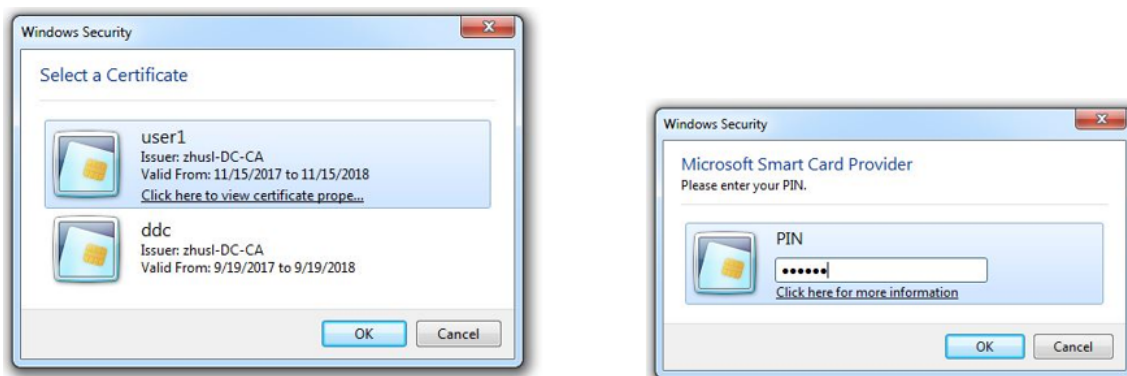 Windows Security
Select a Certificate
user1
Issuer: zhusl-DC-CA
Valid From: 11/15/2017 to 11/15/2018
Click here to view certificate prope...
ddc
Issuer: zhusl-DC-CA
Valid From: 9/19/2017 to 9/19/2018
OK
Cancel
Windows Security
Microsoft Smart Card Provider
Please enter your PIN.
PIN
••••••
Click here for more information
OK
Cancel